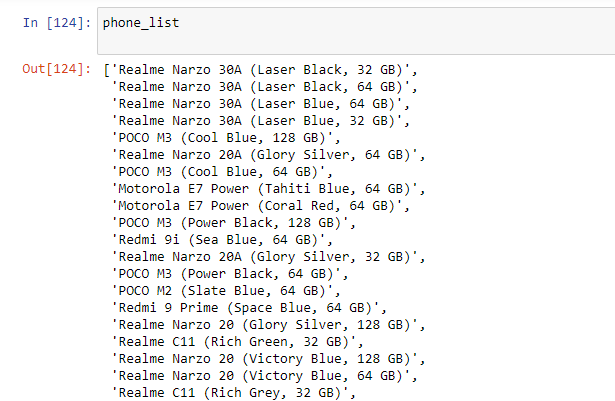 In [124]: phone_list
Out[124]: ['Realme Narzo 30A (Laser Black, 32 GB)',
'Realme Narzo 30A (Laser Black, 64 GB)',
'Realme Narzo 30A (Laser Blue, 64 GB)',
'Realme Narzo 30A (Laser Blue, 32 GB)',
'POCO M3 (Cool Blue, 128 GB)',
'Realme Narzo 20A (Glory Silver, 64 GB)',
'POCO M3 (Cool Blue, 64 GB)',
'Motorola E7 Power (Tahiti Blue, 64 GB)',
'Motorola E7 Power (Coral Red, 64 GB)',
'POCO M3 (Power Black, 128 GB)',
'Redmi 9i (Sea Blue, 64 GB)',
'Realme Narzo 20A (Glory Silver, 32 GB)',
'POCO M3 (Power Black, 64 GB)',
'POCO M2 (Slate Blue, 64 GB)',
'Redmi 9 Prime (Space Blue, 64 GB)',
'Realme Narzo 20 (Glory Silver, 128 GB)',
'Realme C11 (Rich Green, 32 GB)',
'Realme Narzo 20 (Victory Blue, 128 GB)',
'Realme Narzo 20 (Victory Blue, 64 GB)',
'Realme C11 (Rich Grey, 32 GB)',